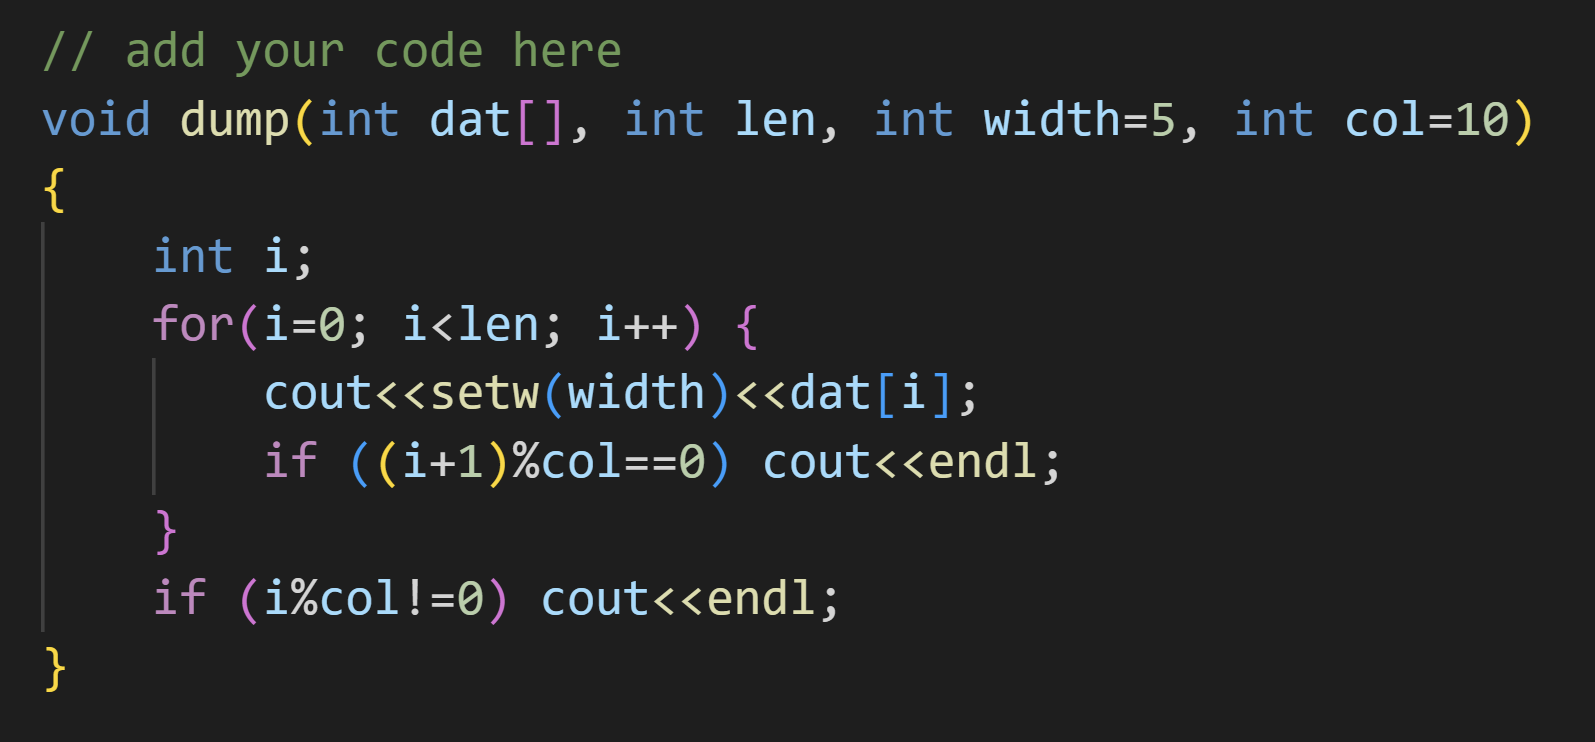 // add your code here
void dump(int dat[], int len, int width=5, int col=10)
{
    int i;
    for(i=0; i<len; i++) {
        cout<<setw(width)<<dat[i];
        if ((i+1)%col==0) cout<<endl;
    }
    if (i%col!=0) cout<<endl;
}